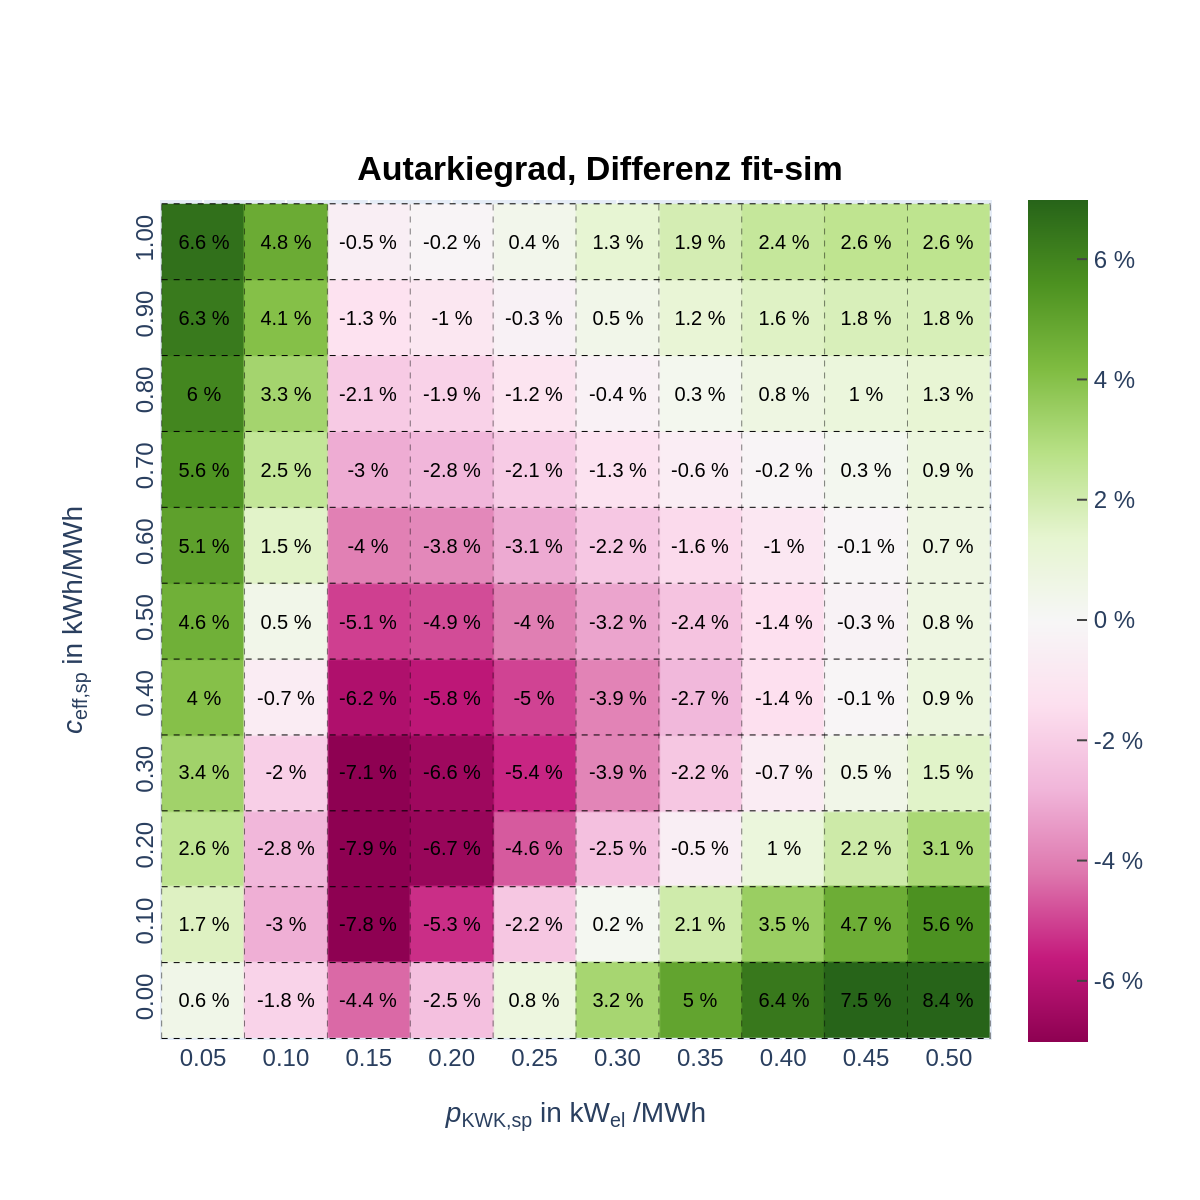 Autarkiegrad, Differenz fit-sim
1.00 6.6 % 4.8 % -0.5 % -0.2 % 0.4 % 1.3 % 1.9 % 2.4 % 2.6 % 2.6 %
0.90 6.3 % 4.1 % -1.3 % -1 % -0.3 % 0.5 % 1.2 % 1.6 % 1.8 % 1.8 %
0.80 6 % 3.3 % -2.1 % -1.9 % -1.2 % -0.4 % 0.3 % 0.8 % 1 % 1.3 %
0.70 5.6 % 2.5 % -3 % -2.8 % -2.1 % -1.3 % -0.6 % -0.2 % 0.3 % 0.9 %
0.60 5.1 % 1.5 % -4 % -3.8 % -3.1 % -2.2 % -1.6 % -1 % -0.1 % 0.7 %
0.50 4.6 % 0.5 % -5.1 % -4.9 % -4 % -3.2 % -2.4 % -1.4 % -0.3 % 0.8 %
0.40 4 % -0.7 % -6.2 % -5.8 % -5 % -3.9 % -2.7 % -1.4 % -0.1 % 0.9 %
0.30 3.4 % -2 % -7.1 % -6.6 % -5.4 % -3.9 % -2.2 % -0.7 % 0.5 % 1.5 %
0.20 2.6 % -2.8 % -7.9 % -6.7 % -4.6 % -2.5 % -0.5 % 1 % 2.2 % 3.1 %
0.10 1.7 % -3 % -7.8 % -5.3 % -2.2 % 0.2 % 2.1 % 3.5 % 4.7 % 5.6 %
0.00 0.6 % -1.8 % -4.4 % -2.5 % 0.8 % 3.2 % 5 % 6.4 % 7.5 % 8.4 %
0.05 0.10 0.15 0.20 0.25 0.30 0.35 0.40 0.45 0.50
pKWK,sp in kWel /MWh
ceff,sp in kWh/MWh
6 %
4 %
2 %
0 %
-2 %
-4 %
-6 %